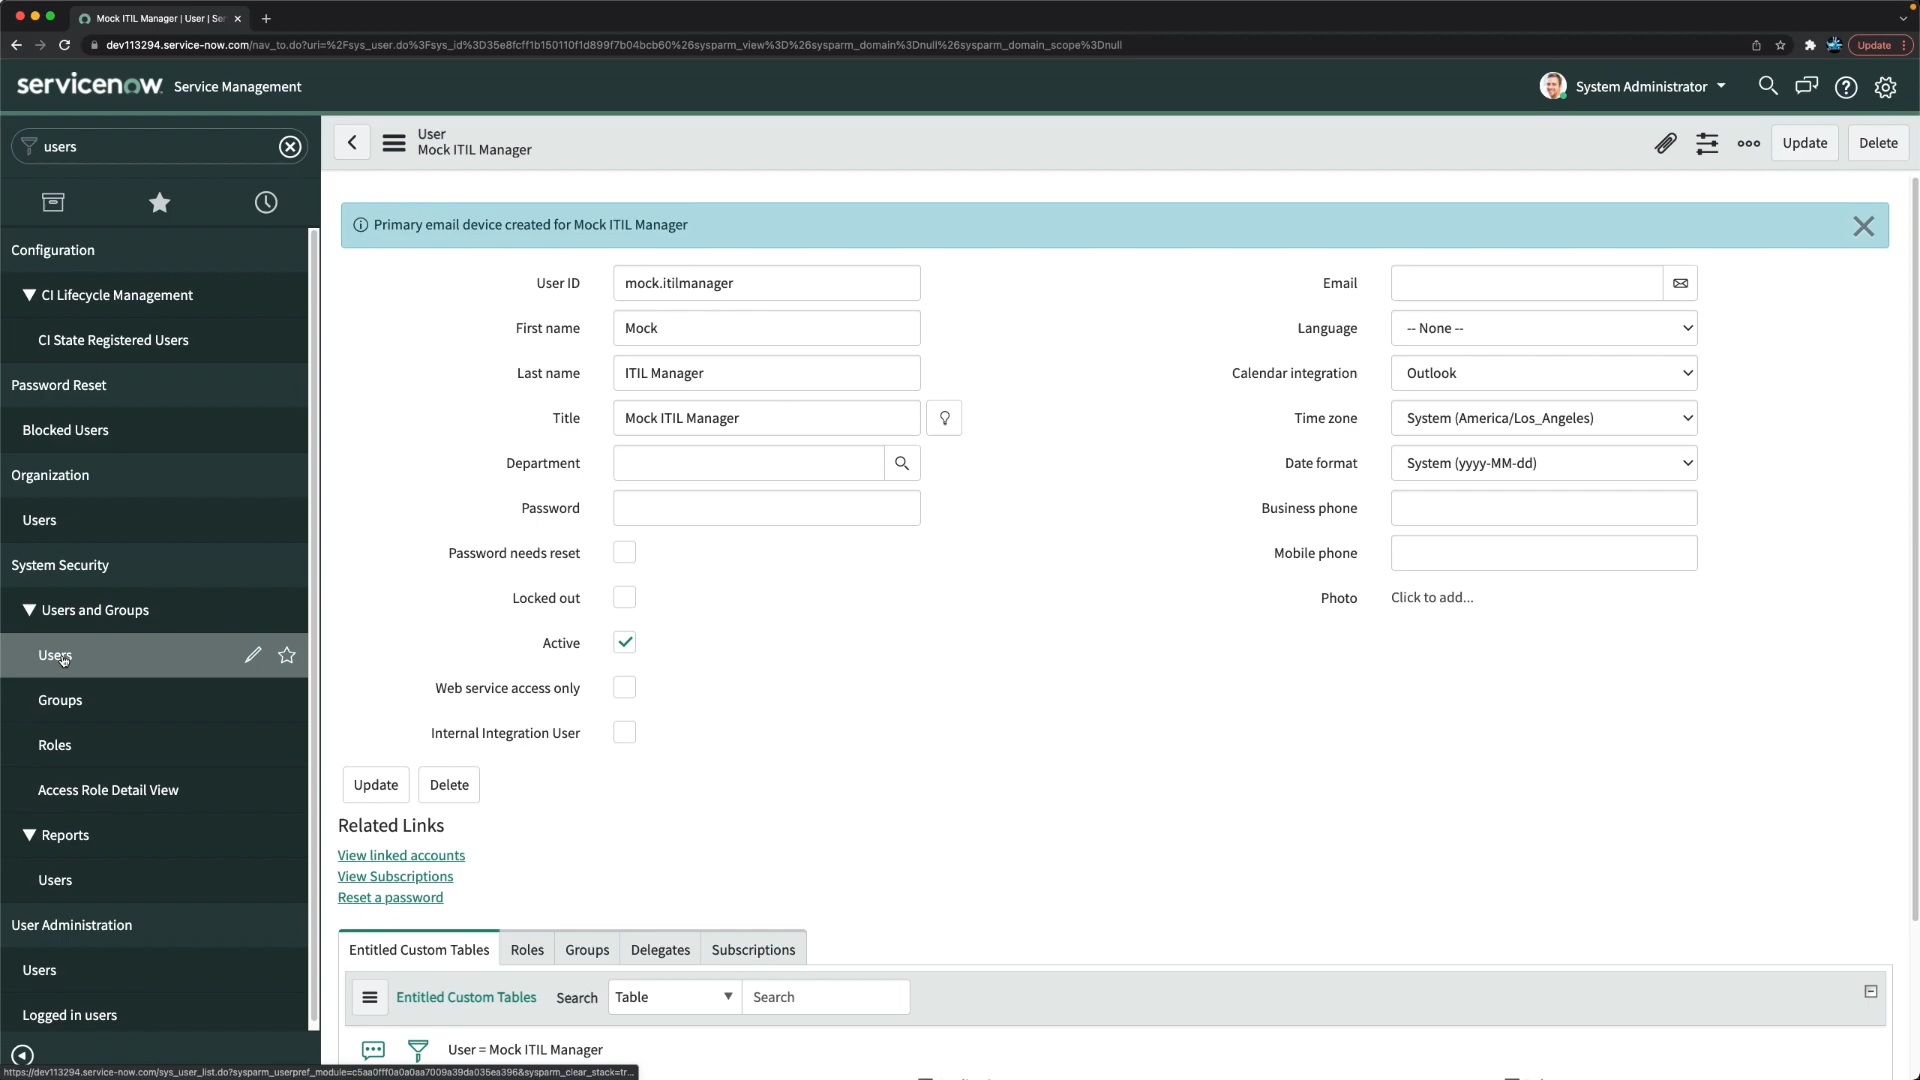 Mock ITIL Manager | User | Ser
dev113294.service-now.com/nav_to.do?uri=%2Fsys_user.do%3Fsys_id%3D35e8fcff1b150110f1d899f7b04bcb60%26sysparm_view%3D%26sysparm_domain%3Dnull%26sysparm_domain_scope%3Dnull
Update
servicenow Service Management
System Administrator
users
User
Mock ITIL Manager
Update
Delete
Configuration
CI Lifecycle Management
CI State Registered Users
Password Reset
Blocked Users
Organization
Users
System Security
Users and Groups
Users
Groups
Roles
Access Role Detail View
Reports
Users
User Administration
Users
Logged in users
Primary email device created for Mock ITIL Manager
User ID mock.itilmanager
First name Mock
Last name ITIL Manager
Title Mock ITIL Manager
Department
Password
Password needs reset
Locked out
Active
Web service access only
Internal Integration User
Email
Language -- None --
Calendar integration Outlook
Time zone System (America/Los_Angeles)
Date format System (yyyy-MM-dd)
Business phone
Mobile phone
Photo Click to add...
Update Delete
Related Links
View linked accounts
View Subscriptions
Reset a password
Entitled Custom Tables Roles Groups Delegates Subscriptions
Entitled Custom Tables Search Table Search
User = Mock ITIL Manager
https://dev113294.service-now.com/sys_user_list.do?sysparm_userpref_module=c5aa0fff0a0a0aa7009a39da035ea396&sysparm_clear_stack=tr...